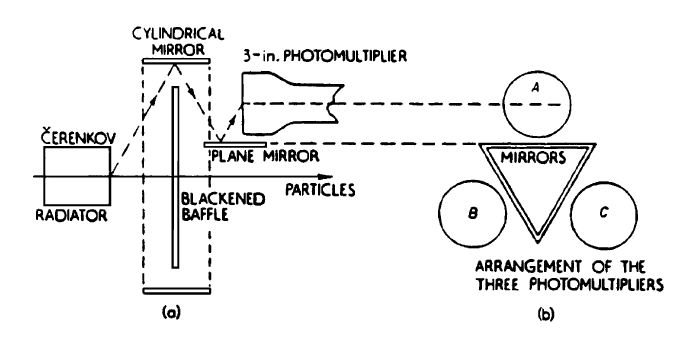 CYLINDRICAL
MIRROR
3-in. PHOTOMULTIPLIER
A
ČERENKOV
PLANE MIRROR
MIRRORS
PARTICLES
RADIATOR
BLACKENED
BAFFLE
B
C
ARRANGEMENT OF THE
THREE PHOTOMULTIPLIERS
(a)
(b)